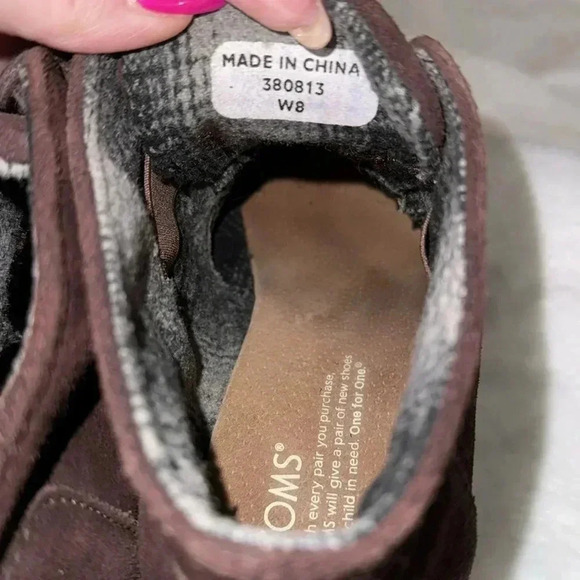 MADE IN CHINA
380813
W8
OMS®
h every pair you purchase,
MS will give a pair of new shoes
child in need. One for One.®